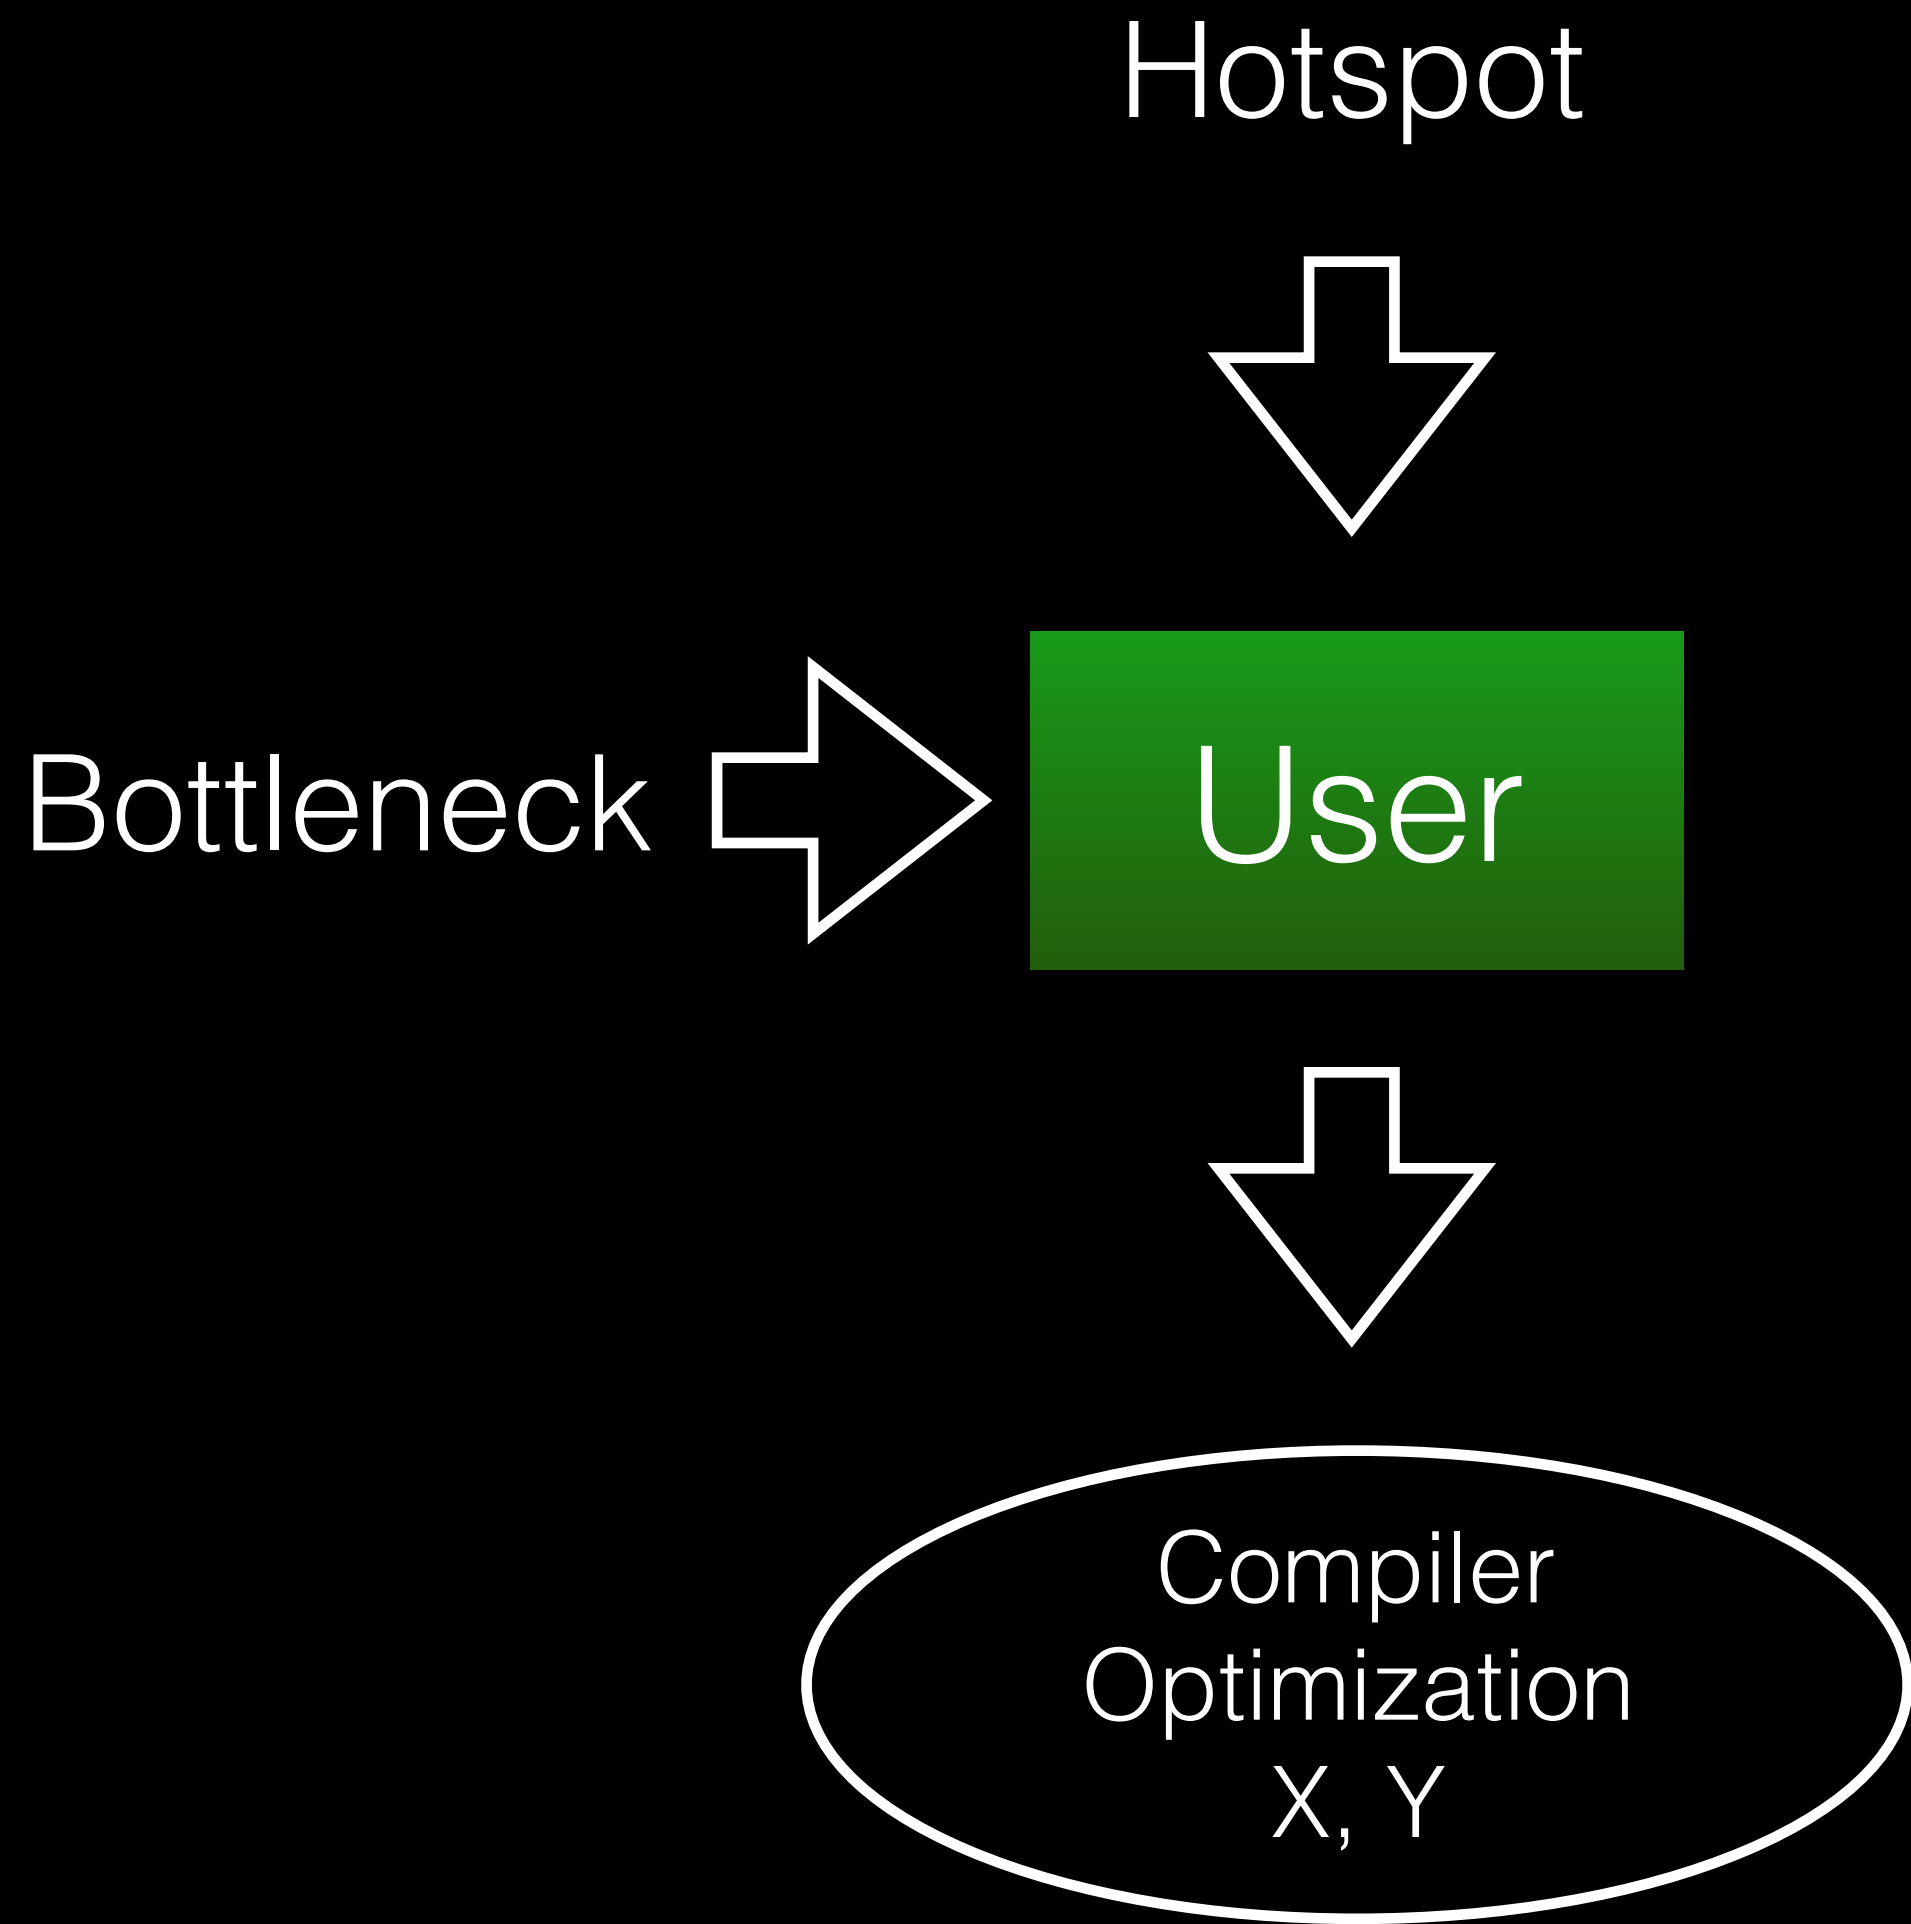 Hotspot
Bottleneck
User
Compiler
Optimization
X, Y